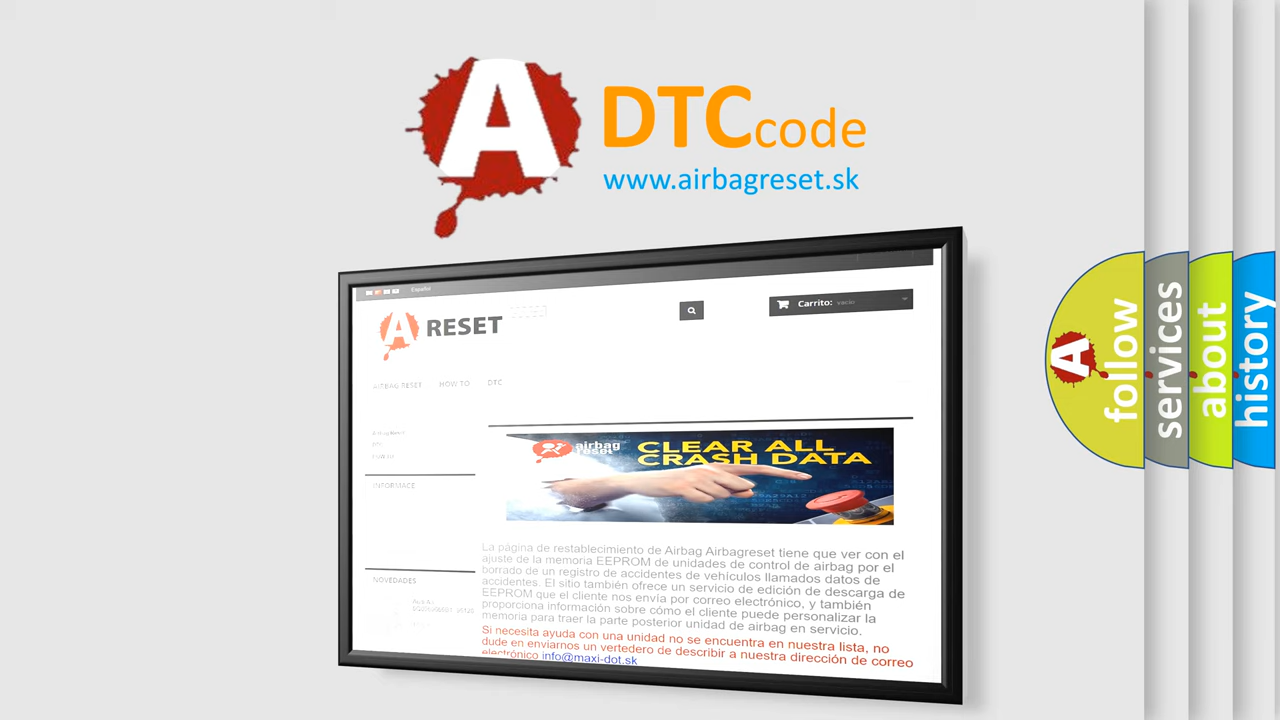 A
DTC code
www.airbagreset.sk
Español
A RESET
Carrito: vacío
AIRBAG RESET HOW TO DTC
INFORMACE
NOVEDADES
airbag
reset
CLEAR ALL
CRASH DATA
La página de restablecimiento de Airbag Airbagreset tiene que ver con el
ajuste de la memoria EEPROM de unidades de control de airbag por el
borrado de un registro de accidentes de vehículos llamados datos de
accidentes. El sitio también ofrece un servicio de edición de descarga de
EEPROM que el cliente nos envía por correo electrónico, y también
proporciona información sobre cómo el cliente puede personalizar la
memoria para traer la parte posterior unidad de airbag en servicio.
Si necesita ayuda con una unidad no se encuentra en nuestra lista, no
dude en enviarnos un vertedero de describir a nuestra dirección de correo
electrónico info@maxi-dot.sk
A
follow
services
about
history